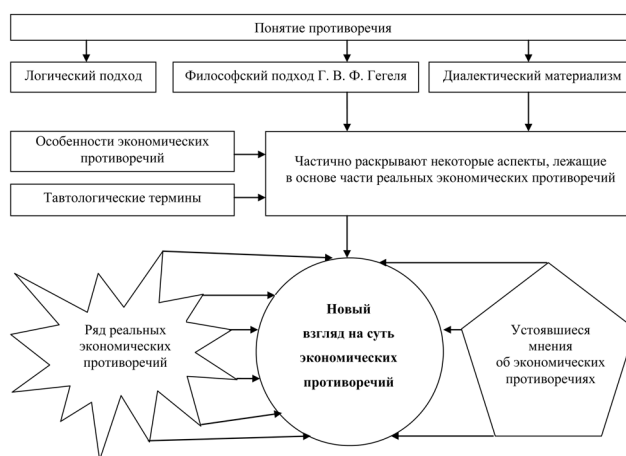 Понятие противоречия
Логический подход
Философский подход Г. В. Ф. Гегеля
Диалектический материализм
Особенности экономических
противоречий
Тавтологические термины
Частично раскрывают некоторые аспекты, лежащие
в основе части реальных экономических противоречий
Ряд реальных
экономических
противоречий
Новый
взгляд на суть
экономических
противоречий
Устоявшиеся
мнения
об экономических
противоречиях